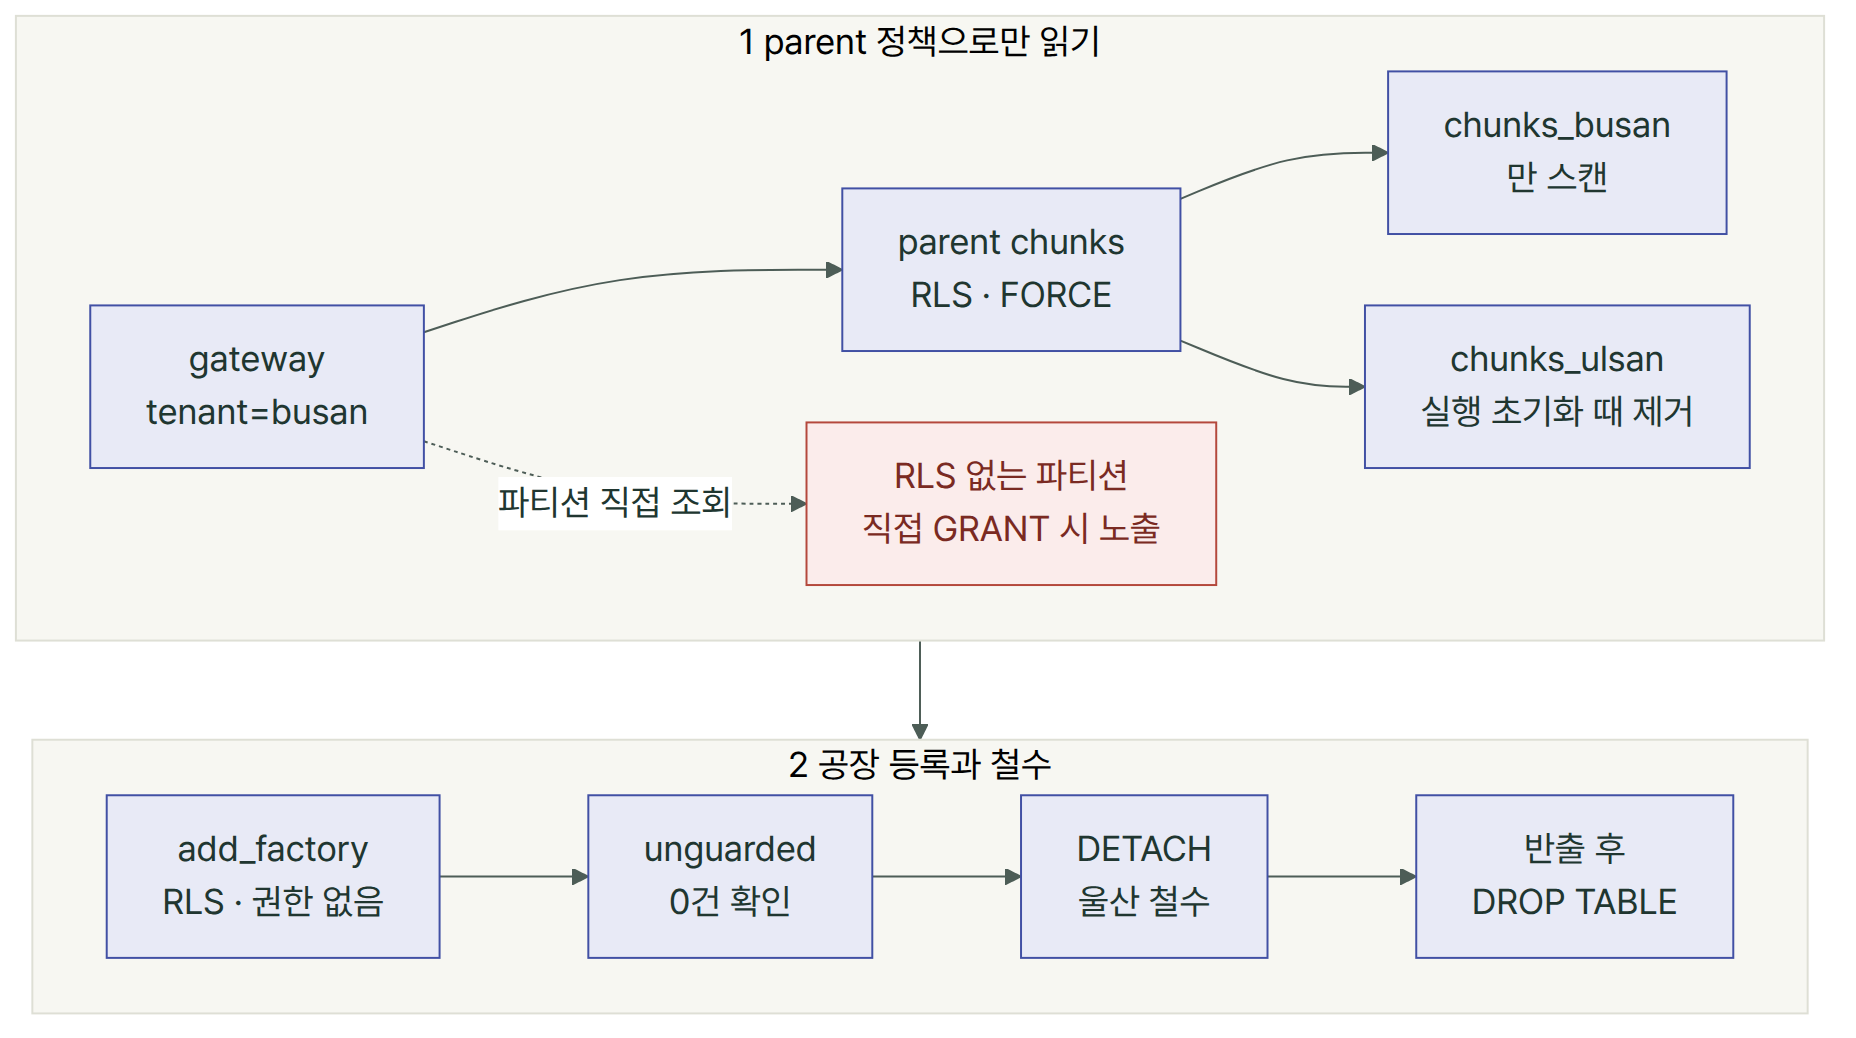 1 parent 정책으로만 읽기
chunks_busan
만 스캔
parent chunks
RLS · FORCE
gateway
tenant=busan
chunks_ulsan
실행 초기화 때 제거
파티션 직접 조회
RLS 없는 파티션
직접 GRANT 시 노출
2 공장 등록과 철수
add_factory
RLS · 권한 없음
unguarded
0건 확인
DETACH
울산 철수
반출 후
DROP TABLE